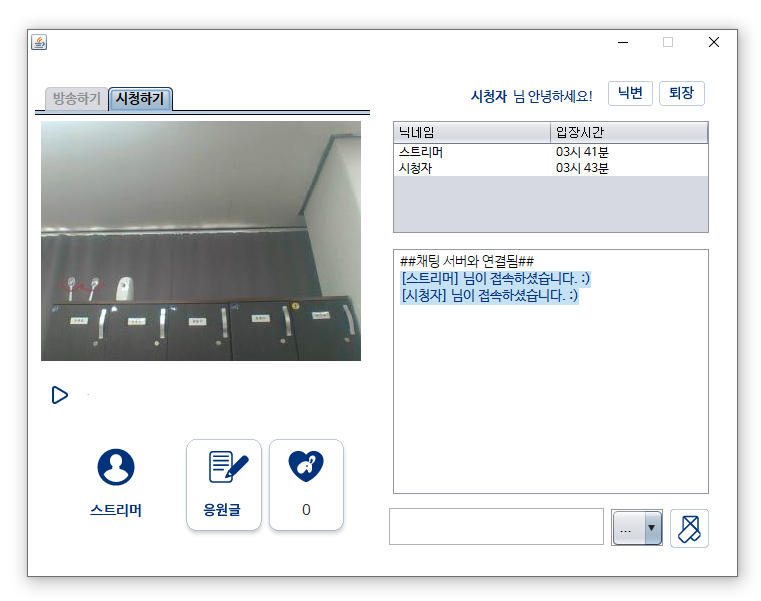 방송하기 시청하기
시청자 님 안녕하세요! 닉변 퇴장
닉네임 입장시간
스트리머 03시 41분
시청자 03시 43분
##채팅 서버와 연결됨##
[스트리머] 님이 접속하셨습니다. :)
[시청자] 님이 접속하셨습니다. :)
스트리머
응원글
0
...